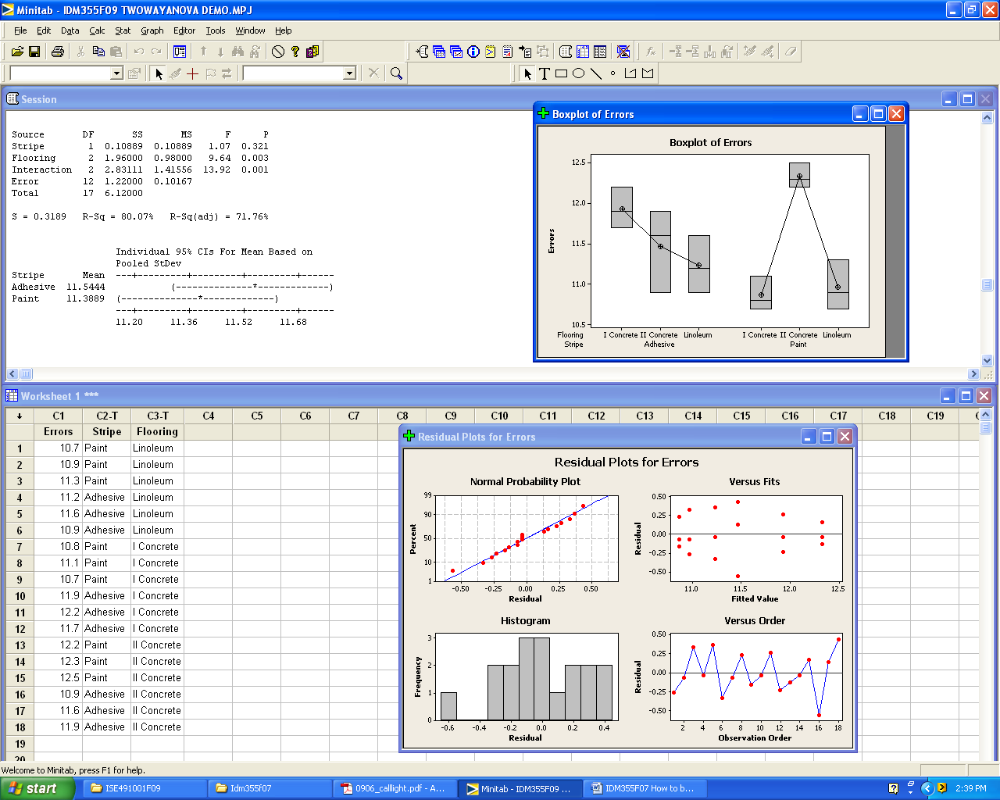 Minitab - IDM355F09 TWOWAYANOVA DEMO.MPJ
File Edit Data Calc Stat Graph Editor Tools Window Help
Session
Source DF SS MS F P
Stripe 1 0.10889 0.10889 1.07 0.321
Flooring 2 1.96000 0.98000 9.64 0.003
Interaction 2 2.83111 1.41556 13.92 0.001
Error 12 1.22000 0.10167
Total 17 6.12000
S = 0.3189 R-Sq = 80.07% R-Sq(adj) = 71.76%
Individual 95% CIs For Mean Based on
Pooled StDev
Stripe Mean ---+---------+---------+---------+------
Adhesive 11.5444 (--------------*-------------)
Paint 11.3889 (--------------*-------------)
---+---------+---------+---------+------
11.20 11.36 11.52 11.68
Boxplot of Errors
Boxplot of Errors
12.5
12.0
11.5
11.0
10.5
Errors
Flooring I Concrete II Concrete Linoleum I Concrete II Concrete Linoleum
Stripe Adhesive Paint
Worksheet 1 ***
C1 C2-T C3-T C4 C5 C6 C7 C8 C9 C10 C11 C12 C13 C14 C15 C16 C17 C18 C19
Errors Stripe Flooring
1 10.7 Paint Linoleum
2 10.9 Paint Linoleum
3 11.3 Paint Linoleum
4 11.2 Adhesive Linoleum
5 11.6 Adhesive Linoleum
6 10.9 Adhesive Linoleum
7 10.8 Paint I Concrete
8 11.1 Paint I Concrete
9 10.7 Paint I Concrete
10 11.9 Adhesive I Concrete
11 12.2 Adhesive I Concrete
12 11.7 Adhesive I Concrete
13 12.2 Paint II Concrete
14 12.3 Paint II Concrete
15 12.5 Paint II Concrete
16 10.9 Adhesive II Concrete
17 11.6 Adhesive II Concrete
18 11.9 Adhesive II Concrete
19
20
Residual Plots for Errors
Residual Plots for Errors
Normal Probability Plot
99
90
50
10
1
Percent
-0.50 -0.25 0.00 0.25 0.50
Residual
Versus Fits
0.50
0.25
0.00
-0.25
-0.50
Residual
11.0 11.5 12.0 12.5
Fitted Value
Histogram
3
2
1
0
Frequency
-0.6 -0.4 -0.2 0.0 0.2 0.4
Residual
Versus Order
0.50
0.25
0.00
-0.25
-0.50
Residual
2 4 6 8 10 12 14 16 18
Observation Order
Welcome to Minitab, press F1 for help.
start ISE491001F09 Idm355f07 0906_calllight.pdf - A... Minitab - IDM355F09 ... IDM355F07 How to b... 2:39 PM